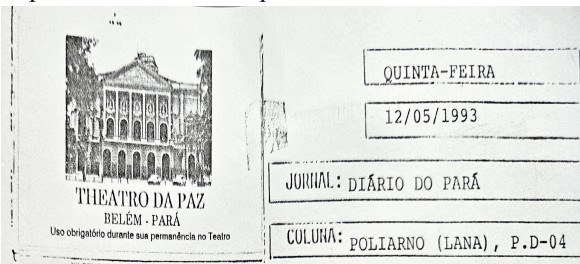 THEATRO DA PAZ
BELÉM - PARÁ
Uso obrigatório durante sua permanência no Teatro
QUINTA-FEIRA
12/05/1993
JORNAL: DIÁRIO DO PARÁ
COLUNA: POLIARNO (LANA), P.D-04